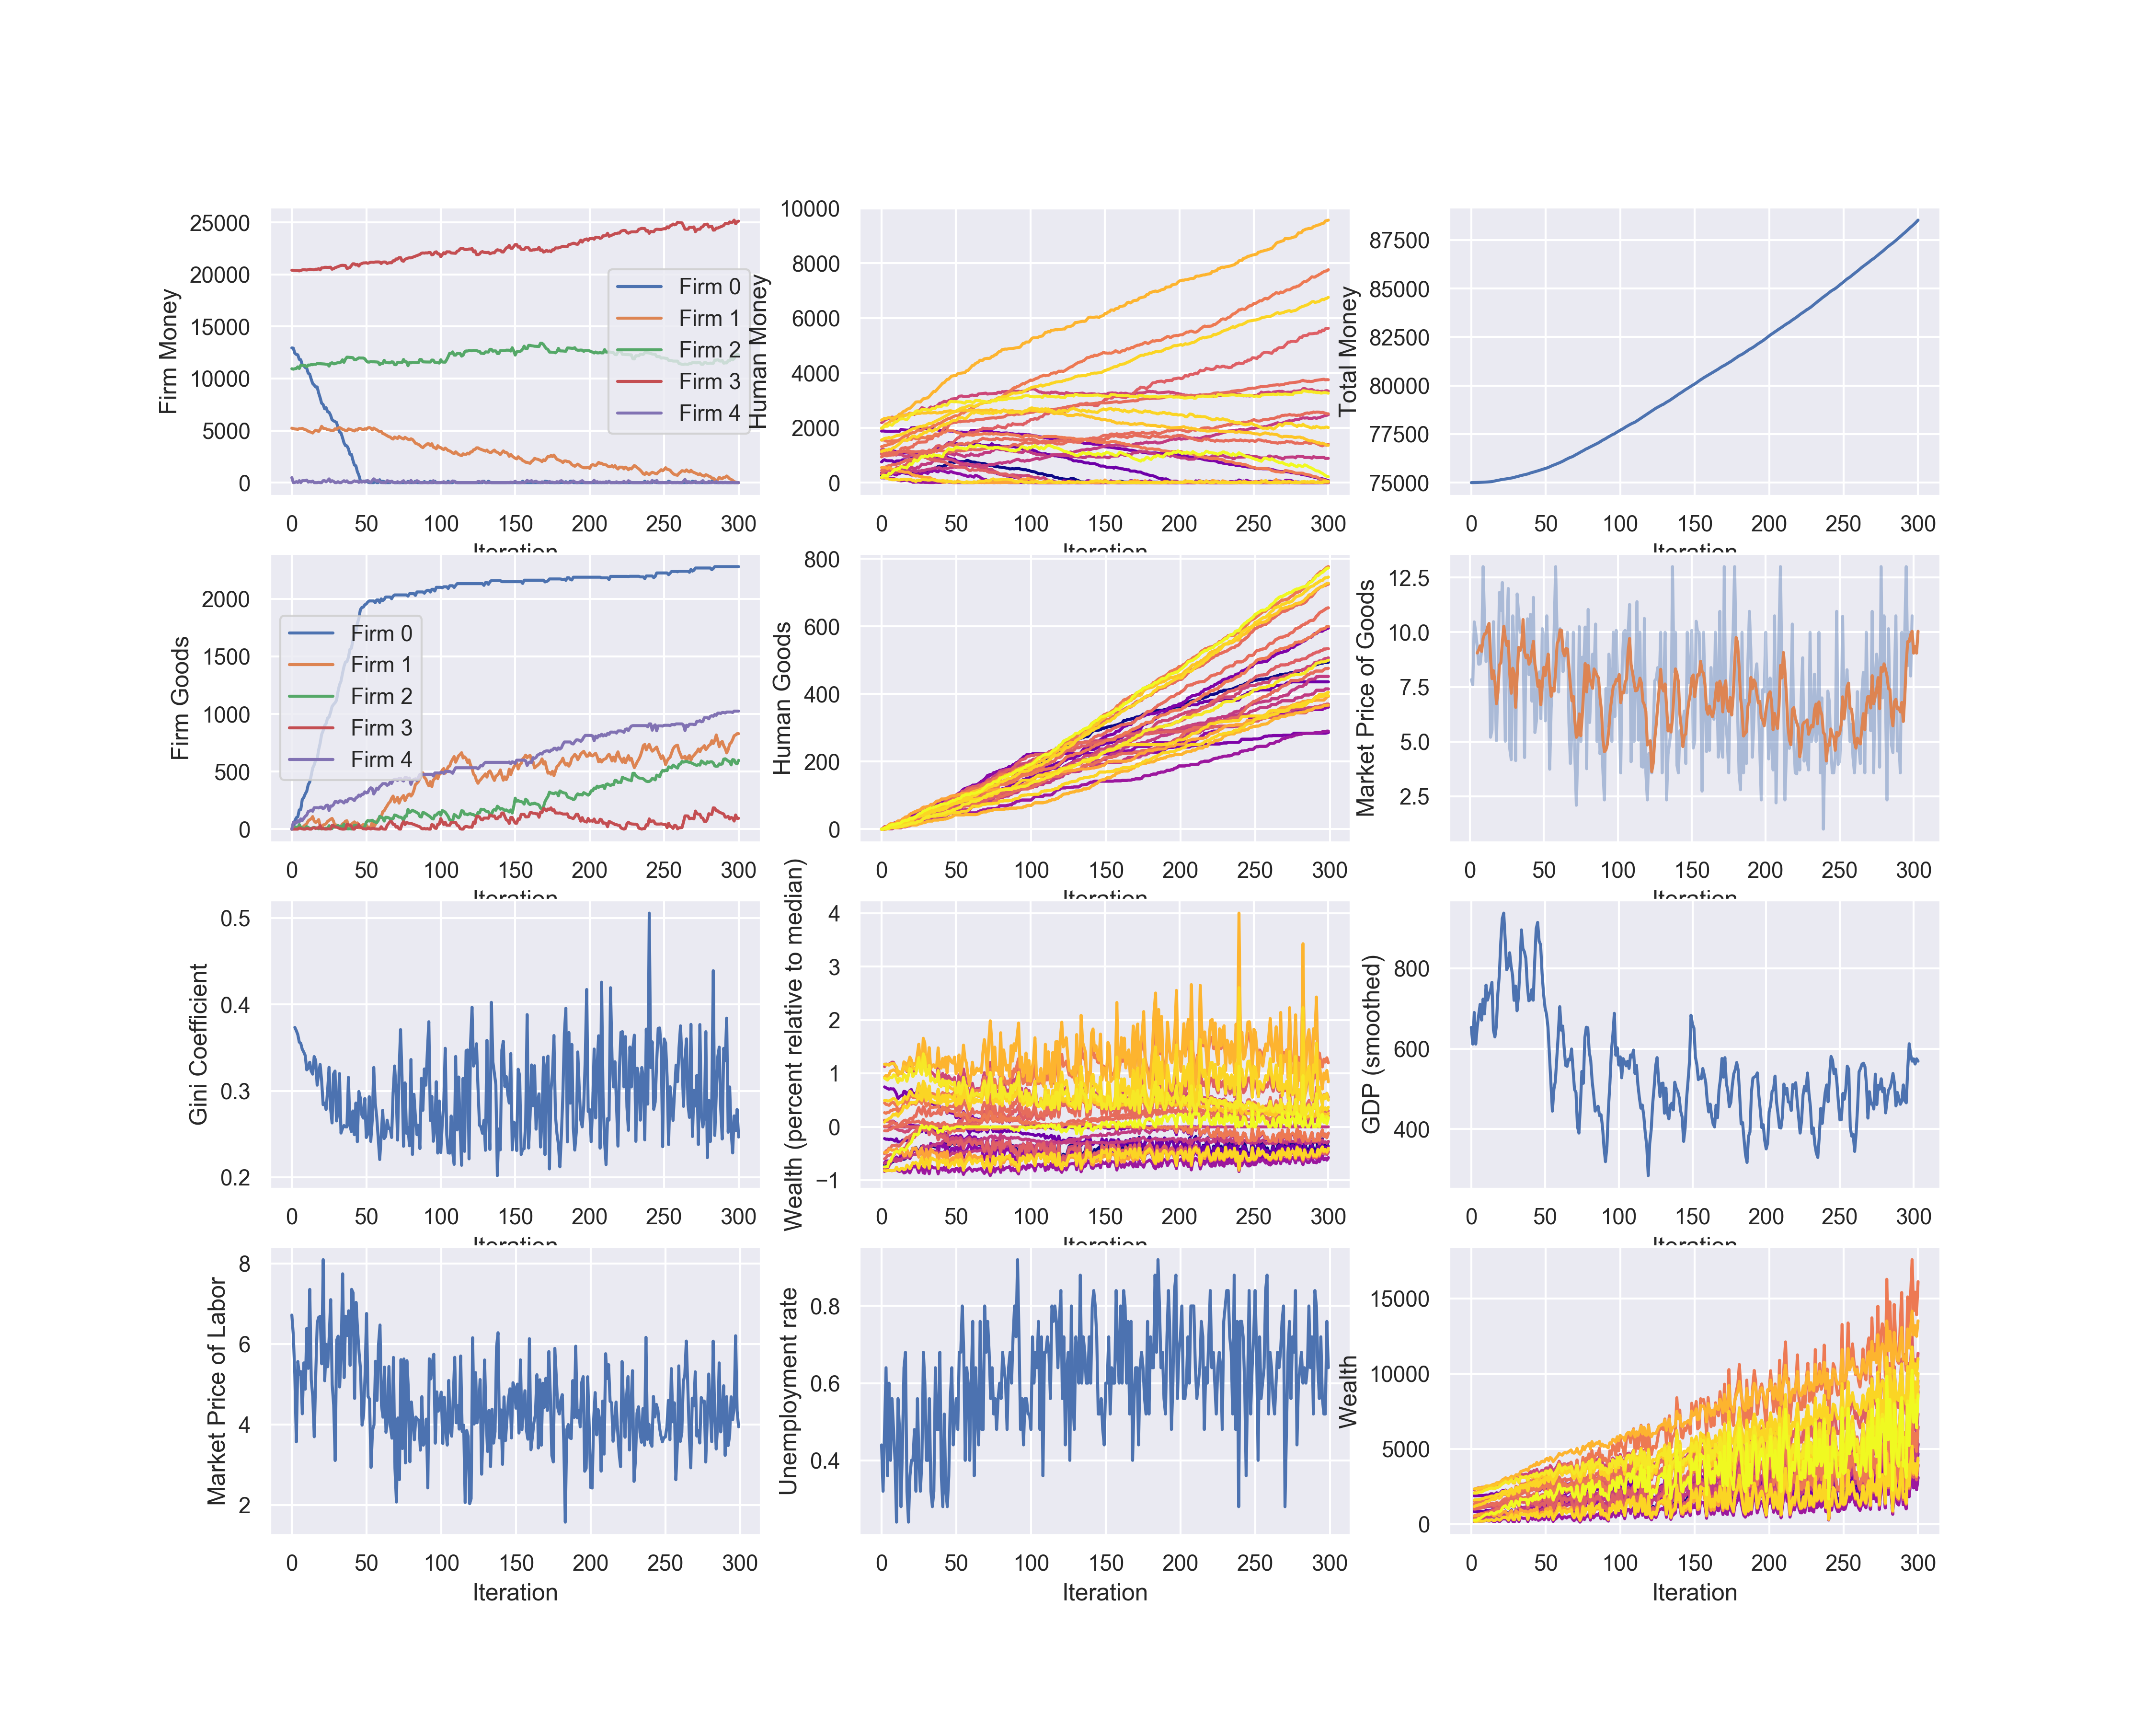 Firm Money
25000
20000
15000
10000
5000
0
Firm 0
Firm 1
Firm 2
Firm 3
Firm 4
0 50 100 150 200 250 300
Iteration
Human Money
10000
8000
6000
4000
2000
0
0 50 100 150 200 250 300
Iteration
Total Money
87500
85000
82500
80000
77500
75000
0 50 100 150 200 250 300
Iteration
Firm Goods
2000
1500
1000
500
0
Firm 0
Firm 1
Firm 2
Firm 3
Firm 4
0 50 100 150 200 250 300
Iteration
Human Goods
800
600
400
200
0
0 50 100 150 200 250 300
Iteration
Market Price of Goods
12.5
10.0
7.5
5.0
2.5
0 50 100 150 200 250 300
Iteration
Gini Coefficient
0.5
0.4
0.3
0.2
0 50 100 150 200 250 300
Iteration
Wealth (percent relative to median)
4
3
2
1
0
−1
0 50 100 150 200 250 300
Iteration
GDP (smoothed)
800
600
400
0 50 100 150 200 250 300
Iteration
Market Price of Labor
8
6
4
2
0 50 100 150 200 250 300
Iteration
Unemployment rate
0.8
0.6
0.4
0 50 100 150 200 250 300
Iteration
Wealth
15000
10000
5000
0
0 50 100 150 200 250 300
Iteration